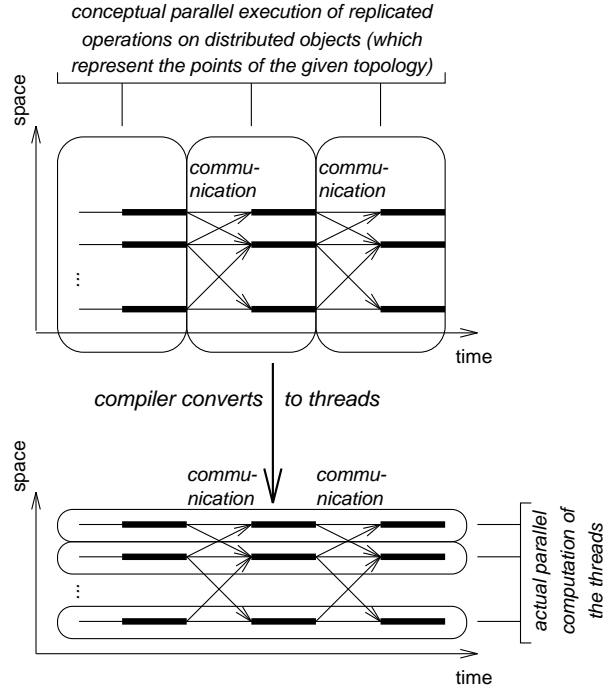 conceptual parallel execution of replicated
operations on distributed objects (which
represent the points of the given topology)
space
commu-
nication
commu-
nication
...
time
compiler converts to threads
space
commu-
nication
commu-
nication
...
actual parallel
computation of
the threads
time